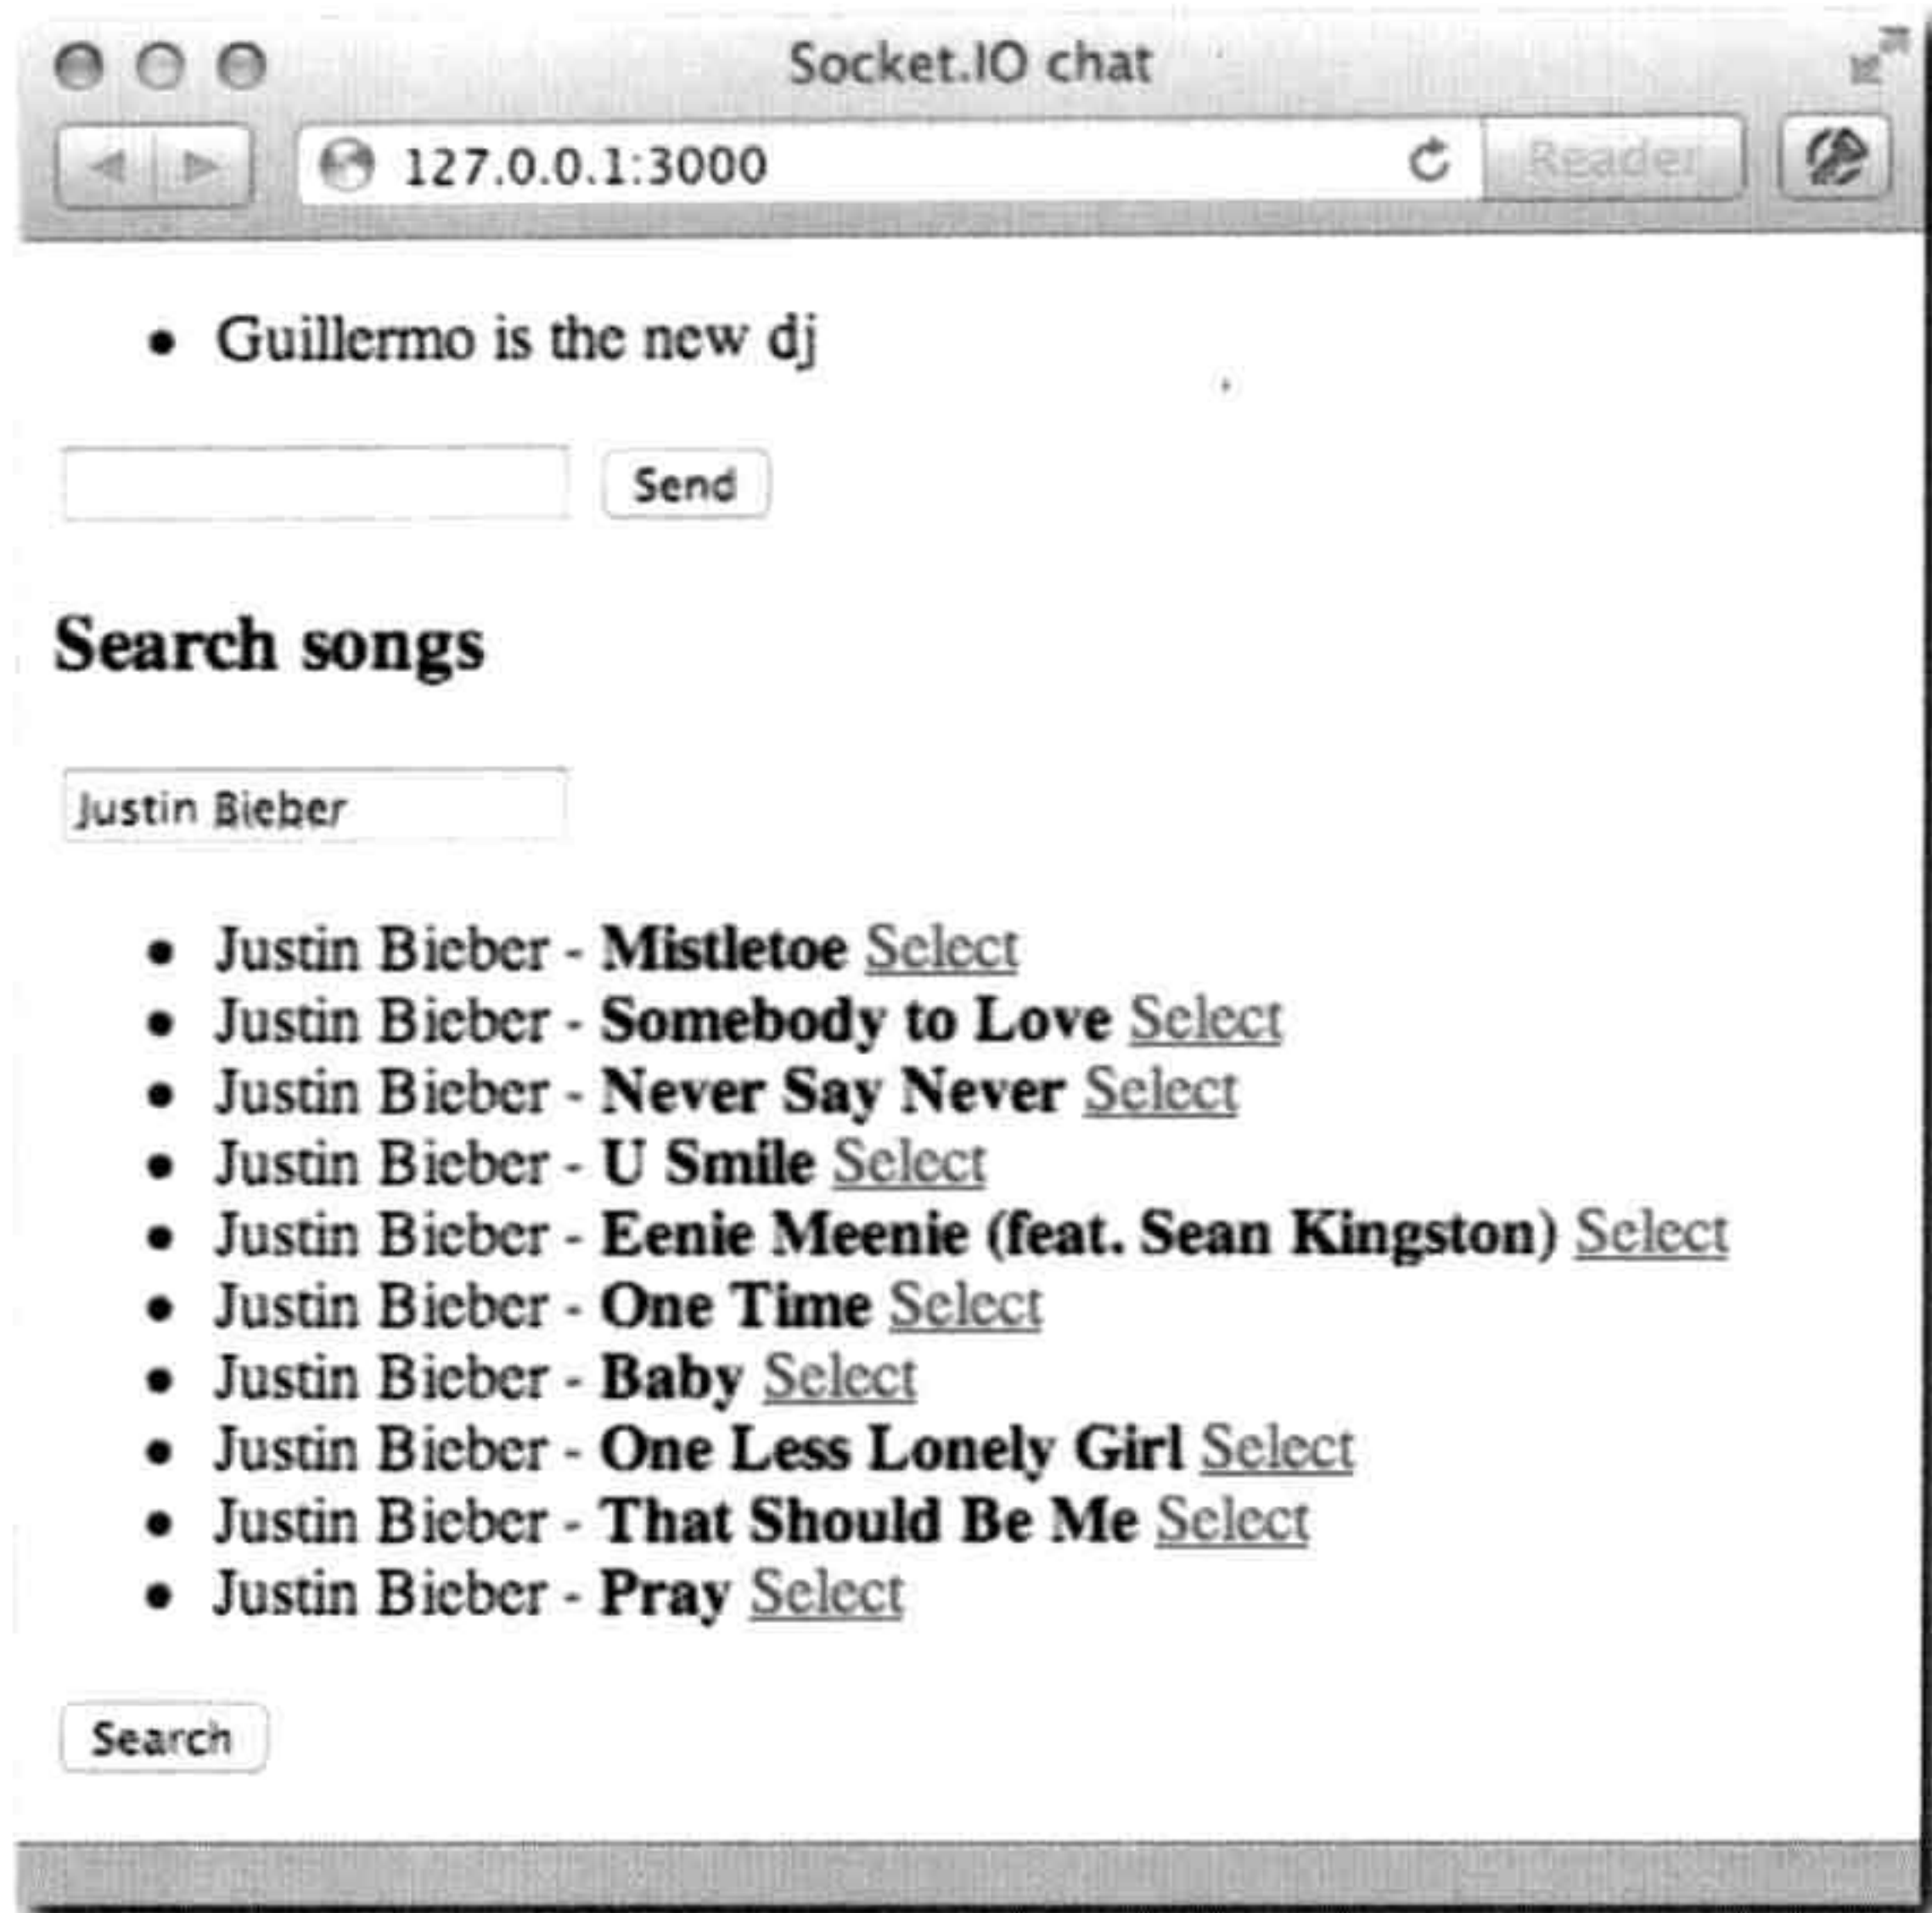 Socket.IO chat
127.0.0.1:3000 Reader
• Guillermo is the new dj
Send
Search songs
Justin Bieber
• Justin Bieber - Mistletoe Select
• Justin Bieber - Somebody to Love Select
• Justin Bieber - Never Say Never Select
• Justin Bieber - U Smile Select
• Justin Bieber - Eenie Meenie (feat. Sean Kingston) Select
• Justin Bieber - One Time Select
• Justin Bieber - Baby Select
• Justin Bieber - One Less Lonely Girl Select
• Justin Bieber - That Should Be Me Select
• Justin Bieber - Pray Select
Search